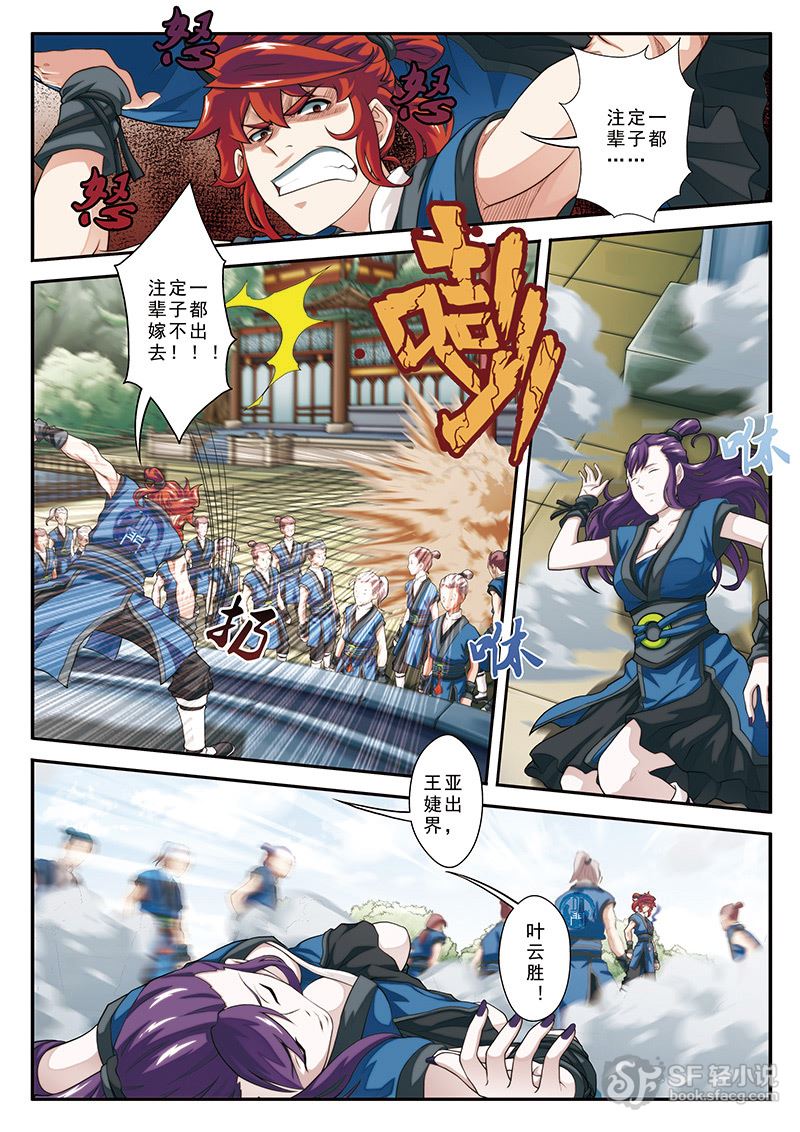 怒
怒
怒
注定一
辈子都
……
注定一
辈子都
嫁不出
去！！！
嘭
扔
咻
咻
王亚
婕出
界，
叶云胜！
SF轻小说
book.sfacg.com